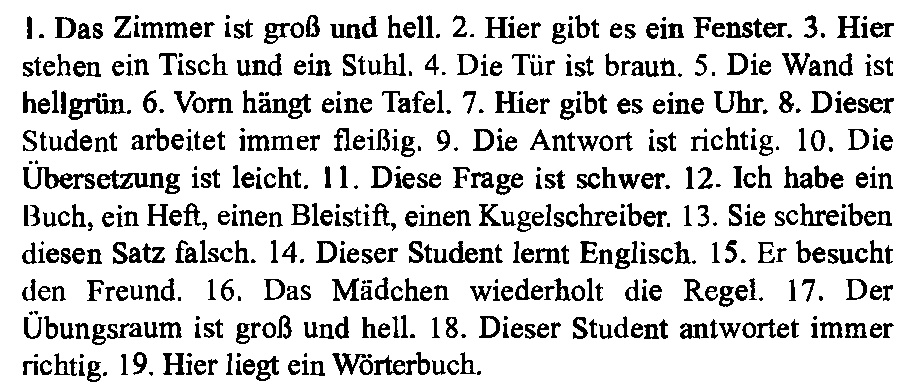 1. Das Zimmer ist groß und hell. 2. Hier gibt es ein Fenster. 3. Hier
stehen ein Tisch und ein Stuhl. 4. Die Tür ist braun. 5. Die Wand ist
hellgrün. 6. Vorn hängt eine Tafel. 7. Hier gibt es eine Uhr. 8. Dieser
Student arbeitet immer fleißig. 9. Die Antwort ist richtig. 10. Die
Übersetzung ist leicht. 11. Diese Frage ist schwer. 12. Ich habe ein
Buch, ein Heft, einen Bleistift, einen Kugelschreiber. 13. Sie schreiben
diesen Satz falsch. 14. Dieser Student lernt Englisch. 15. Er besucht
den Freund. 16. Das Mädchen wiederholt die Regel. 17. Der
Übungsraum ist groß und hell. 18. Dieser Student antwortet immer
richtig. 19. Hier liegt ein Wörterbuch.